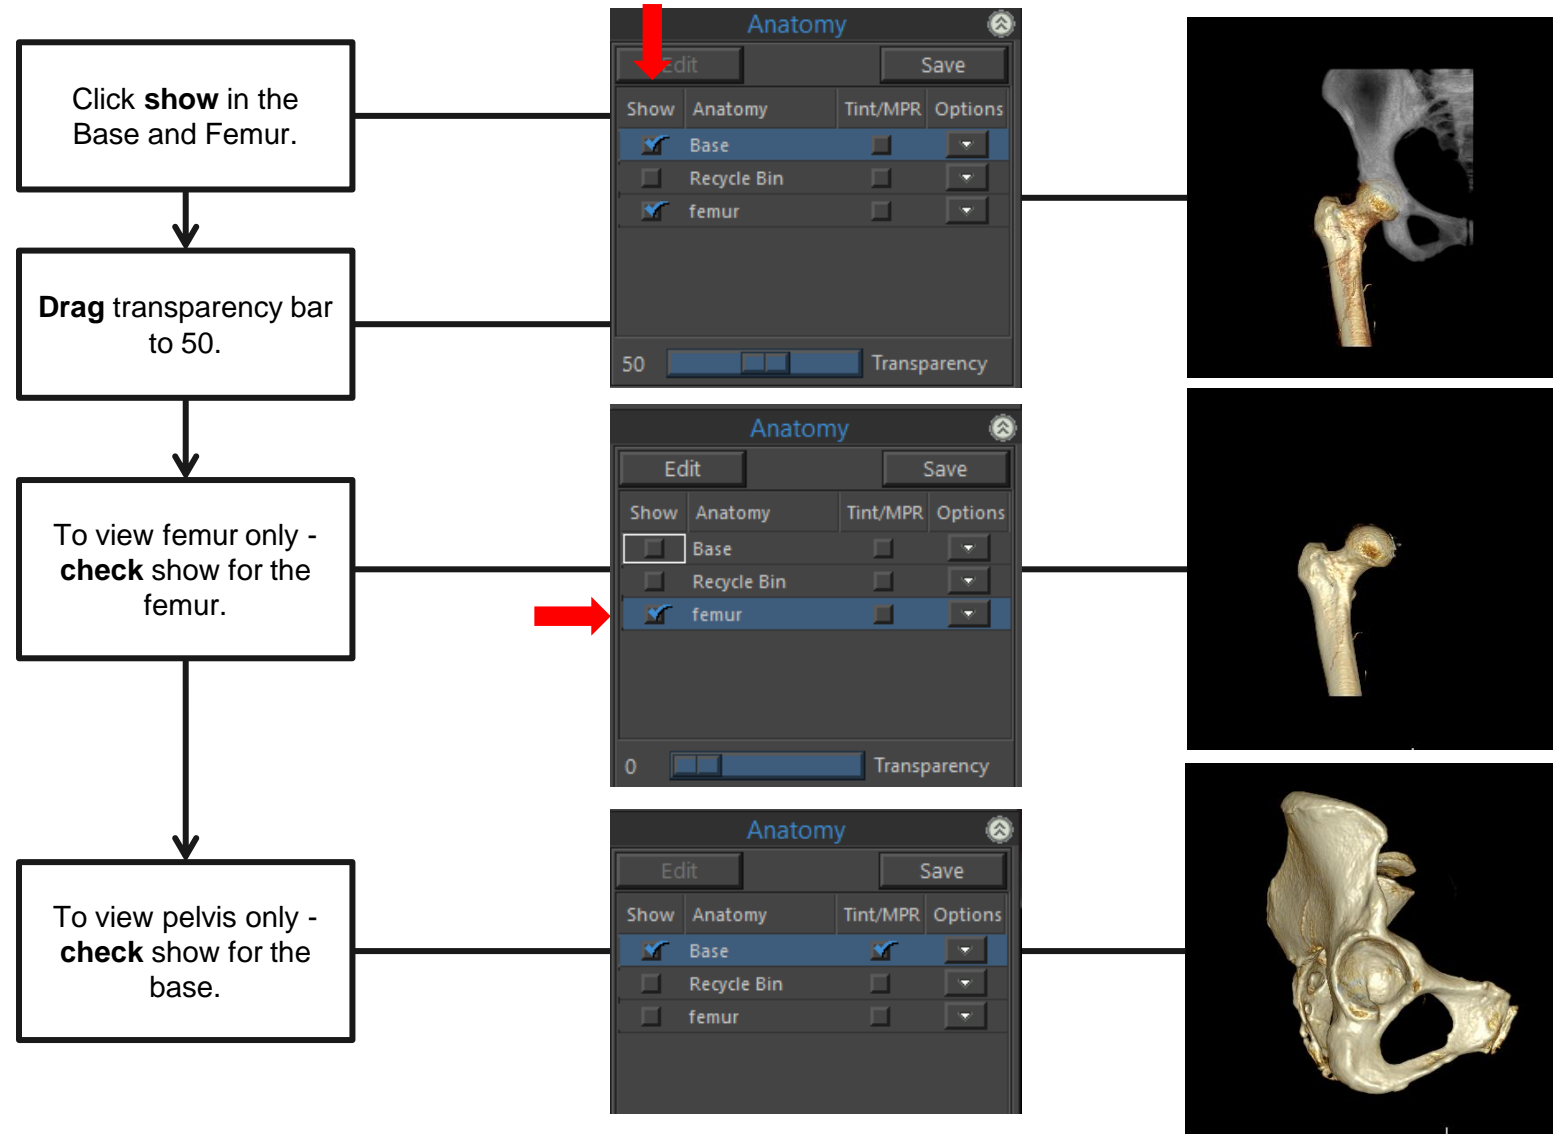 Click show in the
Base and Femur.
Drag transparency bar
to 50.
To view femur only -
check show for the
femur.
To view pelvis only -
check show for the
base.
Anatomy
Edit Save
Show Anatomy Tint/MPR Options
Base
Recycle Bin
femur
50 Transparency
Anatomy
Edit Save
Show Anatomy Tint/MPR Options
Base
Recycle Bin
femur
0 Transparency
Anatomy
Edit Save
Show Anatomy Tint/MPR Options
Base
Recycle Bin
femur